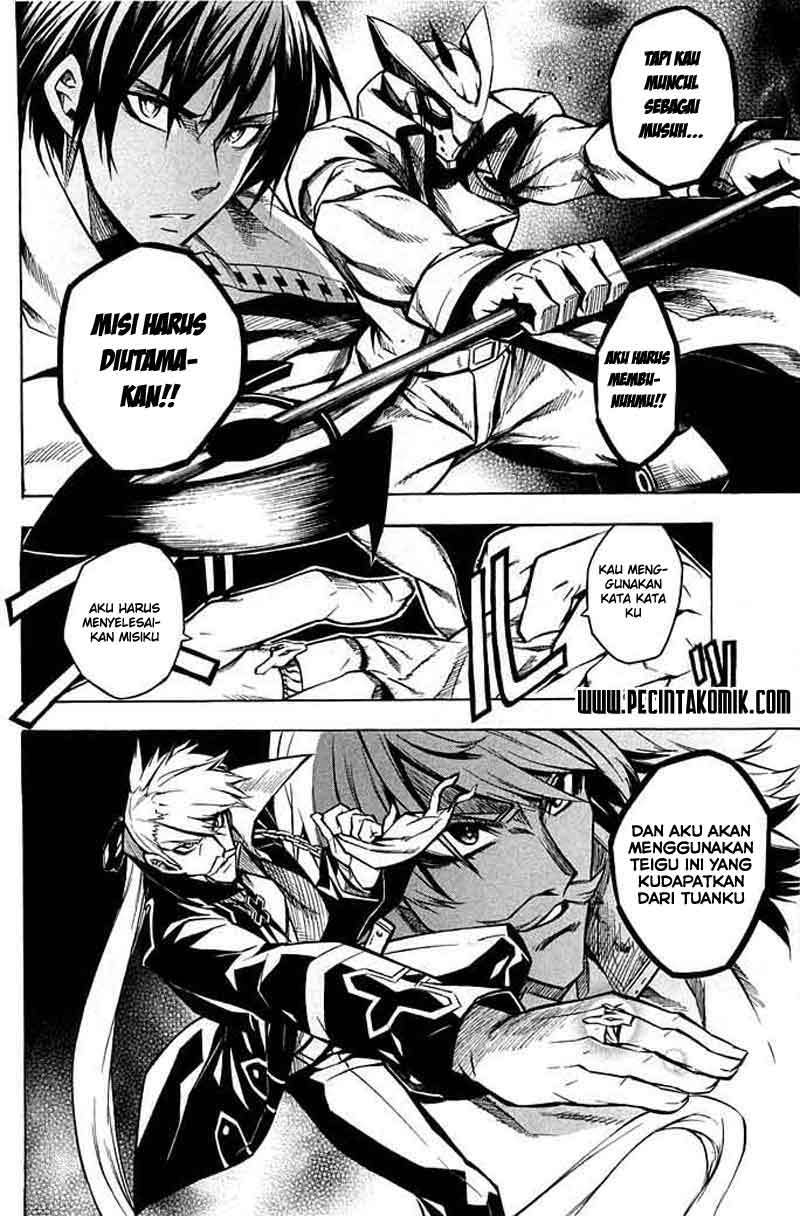 TAPI KAU
MUNCUL
SEBAGAI
MUSUH...
AKU HARUS
MEMBU-
NUHMU!!
MISI HARUS
DIUTAMA-
KAN!!
KAU MENG-
GUNAKAN
KATA KATA
KU
AKU HARUS
MENYELESAI-
KAN MISIKU
WWW.PECINTAKOMIK.COM
DAN AKU AKAN
MENGGUNAKAN
TEIGU INI YANG
KUDAPATKAN
DARI TUANKU